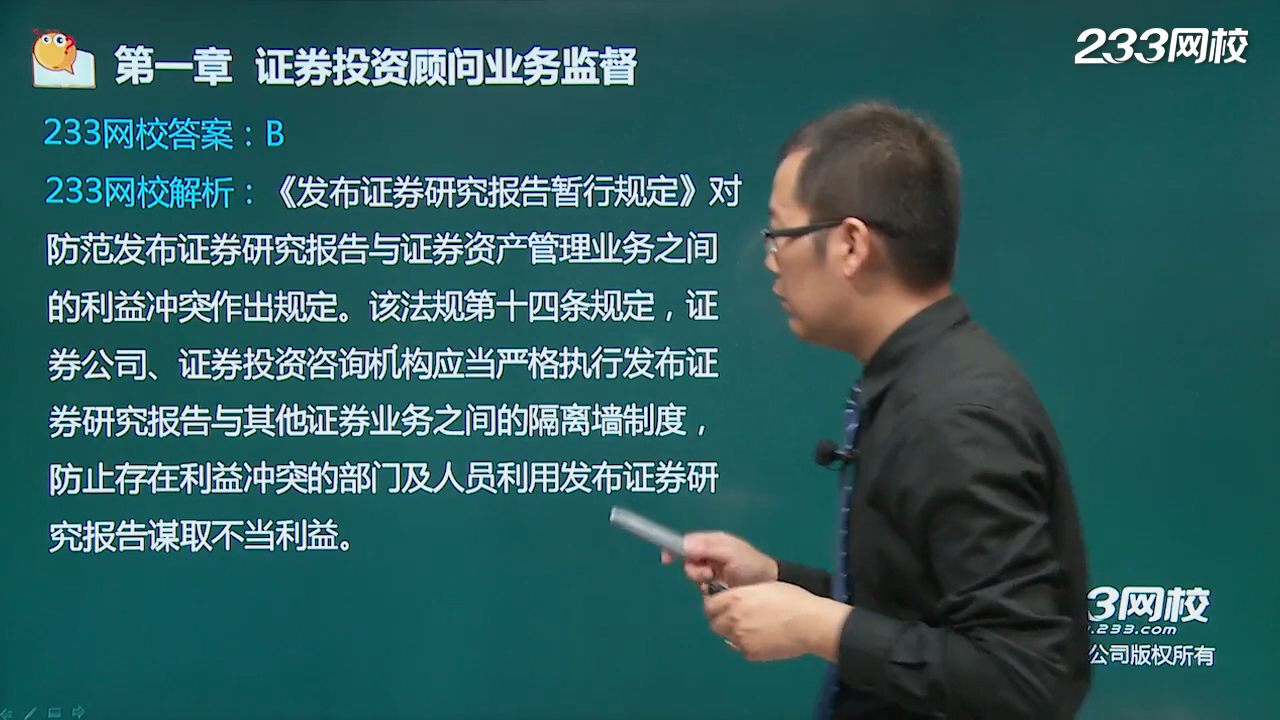 第一章 证券投资顾问业务监督
233网校
233网校答案：B
233网校解析：《发布证券研究报告暂行规定》对
防范发布证券研究报告与证券资产管理业务之间
的利益冲突作出规定。该法规第十四条规定，证
券公司、证券投资咨询机构应当严格执行发布证
券研究报告与其他证券业务之间的隔离墙制度，
防止存在利益冲突的部门及人员利用发布证券研
究报告谋取不当利益。
3网校
.233.com
公司版权所有